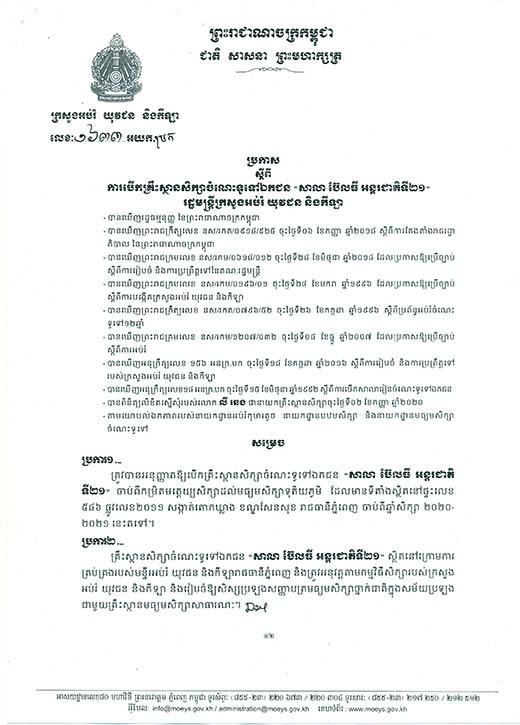 ព្រះរាជាណាចក្រកម្ពុជា
ជាតិ សាសនា ព្រះមហាក្សត្រ
ក្រសួងអប់រំ យុវជន និងកីឡា
លេខ:១៦៣៣ អយក.ប្រក
ប្រកាស
ស្តីពី
ការបើកគ្រឹះស្ថានសិក្សាចំណេះទូទៅឯកជន «សាលា ប៊ែលធី អន្តរជាតិទី២១»
រដ្ឋមន្ត្រីក្រសួងអប់រំ យុវជន និងកីឡា
- បានឃើញរដ្ឋធម្មនុញ្ញ នៃព្រះរាជាណាចក្រកម្ពុជា
- បានឃើញព្រះរាជក្រឹត្យលេខ នស/រកត/០៩១៨/៩២៥ ចុះថ្ងៃទី០៦ ខែកញ្ញា ឆ្នាំ២០១៨ ស្តីពីការតែងតាំងរាជរដ្ឋា
ភិបាល នៃព្រះរាជាណាចក្រកម្ពុជា
- បានឃើញព្រះរាជក្រមលេខ នស/រកម/០៦១៨/០១២ ចុះថ្ងៃទី២៨ ខែមិថុនា ឆ្នាំ២០១៨ ដែលប្រកាសឱ្យប្រើច្បាប់
ស្តីពីការរៀបចំ និងការប្រព្រឹត្តទៅនៃគណៈរដ្ឋមន្ត្រី
- បានឃើញព្រះរាជក្រមលេខ នស/រកម/០១៩៦/០១ ចុះថ្ងៃទី២៤ ខែមករា ឆ្នាំ១៩៩៦ ដែលប្រកាសឱ្យប្រើច្បាប់
ស្តីពីការបង្កើតក្រសួងអប់រំ យុវជន និងកីឡា
- បានឃើញព្រះរាជក្រឹត្យលេខ នស/រកត/០៧៩៦/៥២ ចុះថ្ងៃទី២៦ ខែកក្កដា ឆ្នាំ១៩៩៦ ស្តីពីប្រព័ន្ធអប់រំចំណេះ
ទូទៅ១២ឆ្នាំ
- បានឃើញព្រះរាជក្រមលេខ នស/រកម/១២០៧/០៣២ ចុះថ្ងៃទី០៨ ខែធ្នូ ឆ្នាំ២០០៧ ដែលប្រកាសឱ្យប្រើច្បាប់
ស្តីពីការអប់រំ
- បានឃើញអនុក្រឹត្យលេខ ១៥៦ អនក្រ.បក ចុះថ្ងៃទី១៨ ខែកក្កដា ឆ្នាំ២០១៦ ស្តីពីការរៀបចំ និងការប្រព្រឹត្តទៅ
របស់ក្រសួងអប់រំ យុវជន និងកីឡា
- បានឃើញអនុក្រឹត្យលេខ១៨ អនក្រ.បក ចុះថ្ងៃទី១៥ ខែមិថុនា ឆ្នាំ១៩៩២ ស្តីពីការបើកសាលារៀនចំណេះទូទៅឯកជន
- បានពិនិត្យលិខិតស្នើសុំរបស់លោក លី ឆេង ជានាយកគ្រឹះស្ថានសិក្សាចុះថ្ងៃទី០២ ខែកញ្ញា ឆ្នាំ២០២០
- តាមយោបល់ឯកភាពរបស់នាយកដ្ឋានអប់រំកុមារតូច នាយកដ្ឋានបឋមសិក្សា និងនាយកដ្ឋានមធ្យមសិក្សា
ចំណេះទូទៅ
សម្រេច
ប្រការ១._
ត្រូវបានអនុញ្ញាតឱ្យបើកគ្រឹះស្ថានសិក្សាចំណេះទូទៅឯកជន «សាលា ប៊ែលធី អន្តរជាតិ
ទី២១» ចាប់ពីកម្រិតមត្តេយ្យសិក្សាដល់មធ្យមសិក្សាទុតិយភូមិ ដែលមានទីតាំងស្ថិតនៅផ្ទះលេខ
៥៨៦ ផ្លូវលេខ២០១១ សង្កាត់គោកឃ្លាង ខណ្ឌសែនសុខ រាជធានីភ្នំពេញ ចាប់ពីឆ្នាំសិក្សា ២០២០-
២០២១ នេះតទៅ។
ប្រការ២._
គ្រឹះស្ថានសិក្សាចំណេះទូទៅឯកជន «សាលា ប៊ែលធី អន្តរជាតិទី២១» ស្ថិតនៅក្រោមការ
គ្រប់គ្រងរបស់មន្ទីរអប់រំ យុវជន និងកីឡារាជធានីភ្នំពេញ និងត្រូវអនុវត្តតាមកម្មវិធីសិក្សារបស់ក្រសួង
អប់រំ យុវជន និងកីឡា និងរៀបចំឱ្យសិស្សប្រឡងសញ្ញាបត្រមធ្យមសិក្សាថ្នាក់ជាតិក្នុងសម័យប្រឡង
ជាមួយគ្រឹះស្ថានមធ្យមសិក្សាសាធារណៈ។
១/២
អាសយដ្ឋានលេខ៨០ មហាវិថី ព្រះនរោត្តម ភ្នំពេញ កម្ពុជា ទូរស័ព្ទ: (៨៥៥-២៣) ២២០ ៦៧៣ / ២២០ ៣០៤ ទូរសារ: (៨៥៥-២៣) ២១៧ ២៥០ / ២១២ ៥១២
អ៊ីម៉ែល: info@moeys.gov.kh / administration@moeys.gov.kh គេហទំព័រ: www.moeys.gov.kh